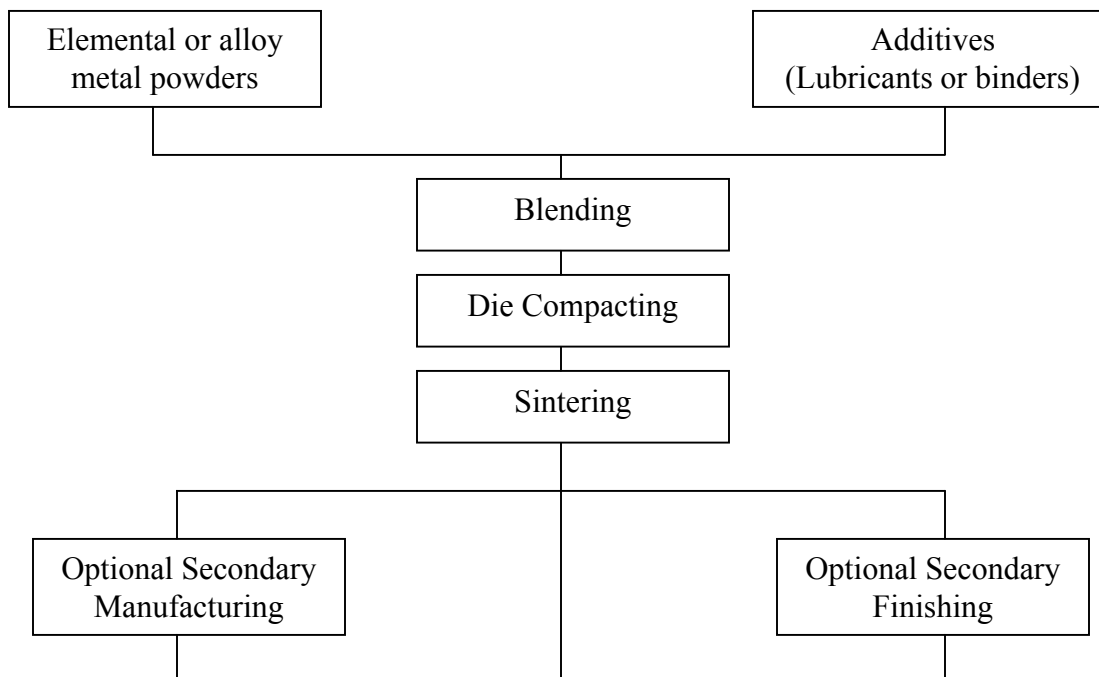 Elemental or alloy
metal powders
Additives
(Lubricants or binders)
Blending
Die Compacting
Sintering
Optional Secondary
Manufacturing
Optional Secondary
Finishing